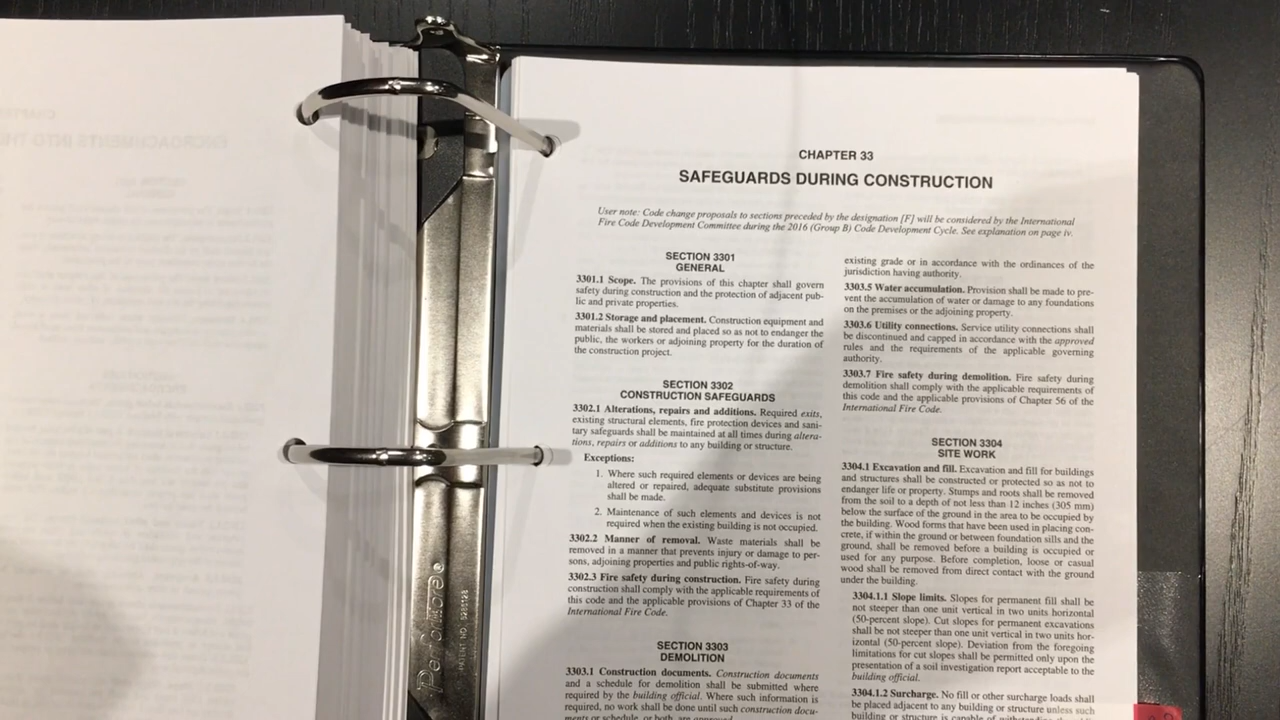 CHAPTER 33
SAFEGUARDS DURING CONSTRUCTION
User note: Code change proposals to sections preceded by the designation [F] will be considered by the International
Fire Code Development Committee during the 2016 (Group B) Code Development Cycle. See explanation on page iv.
SECTION 3301
GENERAL
3301.1 Scope. The provisions of this chapter shall govern
safety during construction and the protection of adjacent pub-
lic and private properties.
3301.2 Storage and placement. Construction equipment and
materials shall be stored and placed so as not to endanger the
public, the workers or adjoining property for the duration of
the construction project.
SECTION 3302
CONSTRUCTION SAFEGUARDS
3302.1 Alterations, repairs and additions. Required exits,
existing structural elements, fire protection devices and sani-
tary safeguards shall be maintained at all times during altera-
tions, repairs or additions to any building or structure.
Exceptions:
1. Where such required elements or devices are being
altered or repaired, adequate substitute provisions
shall be made.
2. Maintenance of such elements and devices is not
required when the existing building is not occupied.
3302.2 Manner of removal. Waste materials shall be
removed in a manner that prevents injury or damage to per-
sons, adjoining properties and public rights-of-way.
3302.3 Fire safety during construction. Fire safety during
construction shall comply with the applicable requirements of
this code and the applicable provisions of Chapter 33 of the
International Fire Code.
SECTION 3303
DEMOLITION
3303.1 Construction documents. Construction documents
and a schedule for demolition shall be submitted where
required by the building official. Where such information is
required, no work shall be done until such construction docu-
ments or schedule, or both, are approved.
existing grade or in accordance with the ordinances of the
jurisdiction having authority.
3303.5 Water accumulation. Provision shall be made to pre-
vent the accumulation of water or damage to any foundations
on the premises or the adjoining property.
3303.6 Utility connections. Service utility connections shall
be discontinued and capped in accordance with the approved
rules and the requirements of the applicable governing
authority.
3303.7 Fire safety during demolition. Fire safety during
demolition shall comply with the applicable requirements of
this code and the applicable provisions of Chapter 56 of the
International Fire Code.
SECTION 3304
SITE WORK
3304.1 Excavation and fill. Excavation and fill for buildings
and structures shall be constructed or protected so as not to
endanger life or property. Stumps and roots shall be removed
from the soil to a depth of not less than 12 inches (305 mm)
below the surface of the ground in the area to be occupied by
the building. Wood forms that have been used in placing con-
crete, if within the ground or between foundation sills and the
ground, shall be removed before a building is occupied or
used for any purpose. Before completion, loose or casual
wood shall be removed from direct contact with the ground
under the building.
3304.1.1 Slope limits. Slopes for permanent fill shall be
not steeper than one unit vertical in two units horizontal
(50-percent slope). Cut slopes for permanent excavations
shall be not steeper than one unit vertical in two units hor-
izontal (50-percent slope). Deviation from the foregoing
limitations for cut slopes shall be permitted only upon the
presentation of a soil investigation report acceptable to the
building official.
3304.1.2 Surcharge. No fill or other surcharge loads shall
be placed adjacent to any building or structure unless such
building or structure is capable of withstanding
PATENT NO.